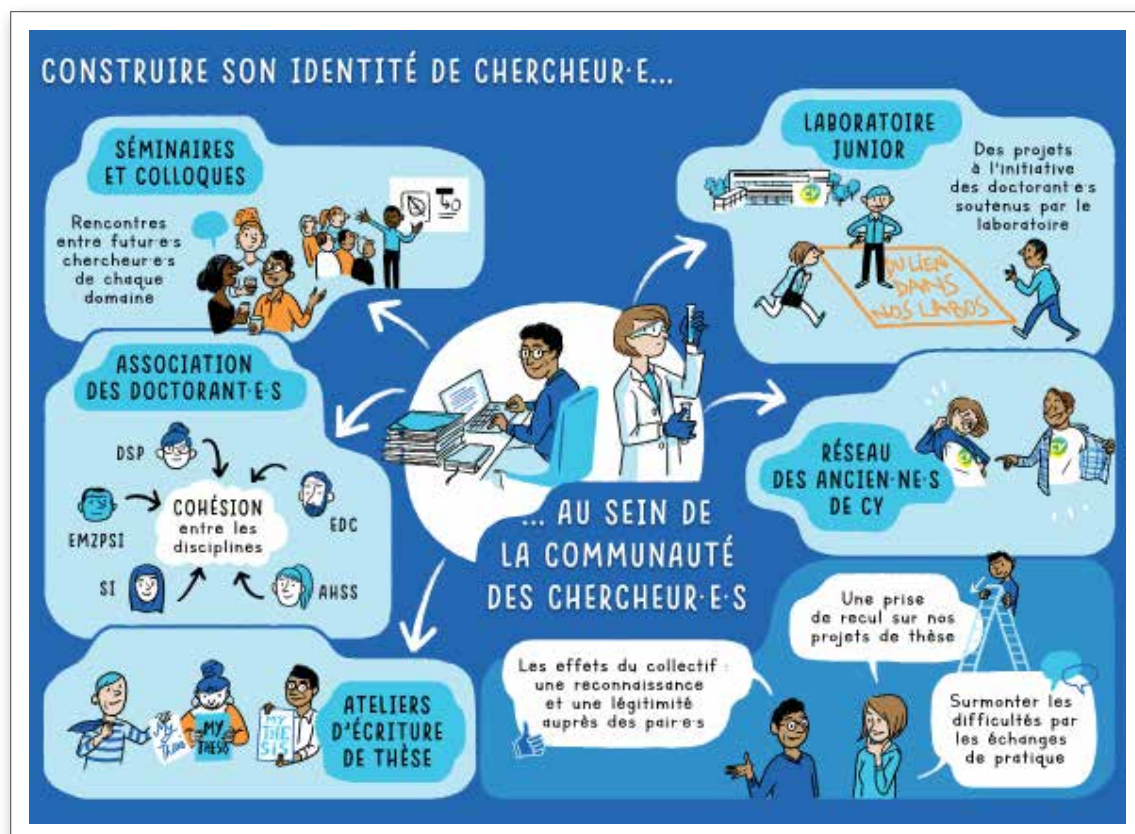 CONSTRUIRE SON IDENTITÉ DE CHERCHEUR·E...
SÉMINAIRES
ET COLLOQUES
Rencontres
entre futur·e·s
chercheur·e·s
de chaque
domaine
ASSOCIATION
DES DOCTORANT·E·S
DSP
EM2PSI
SI
EDC
AHSS
COHÉSION
entre les
disciplines
MY
THESIS
MY
THE
SIS
ATELIERS
D'ÉCRITURE
DE THÈSE
LABORATOIRE
JUNIOR
Des projets
à l'initiative
des doctorant·e·s
soutenus par le
laboratoire
DU LIEN
DANS
NOS LABOS
RÉSEAU
DES ANCIEN·NE·S
DE CY
... AU SEIN DE
LA COMMUNAUTÉ
DES CHERCHEUR·E·S
Les effets du collectif :
une reconnaissance
et une légitimité
auprès des pair·e·s
Une prise
de recul sur nos
projets de thèse
Surmonter les
difficultés par
les échanges
de pratique